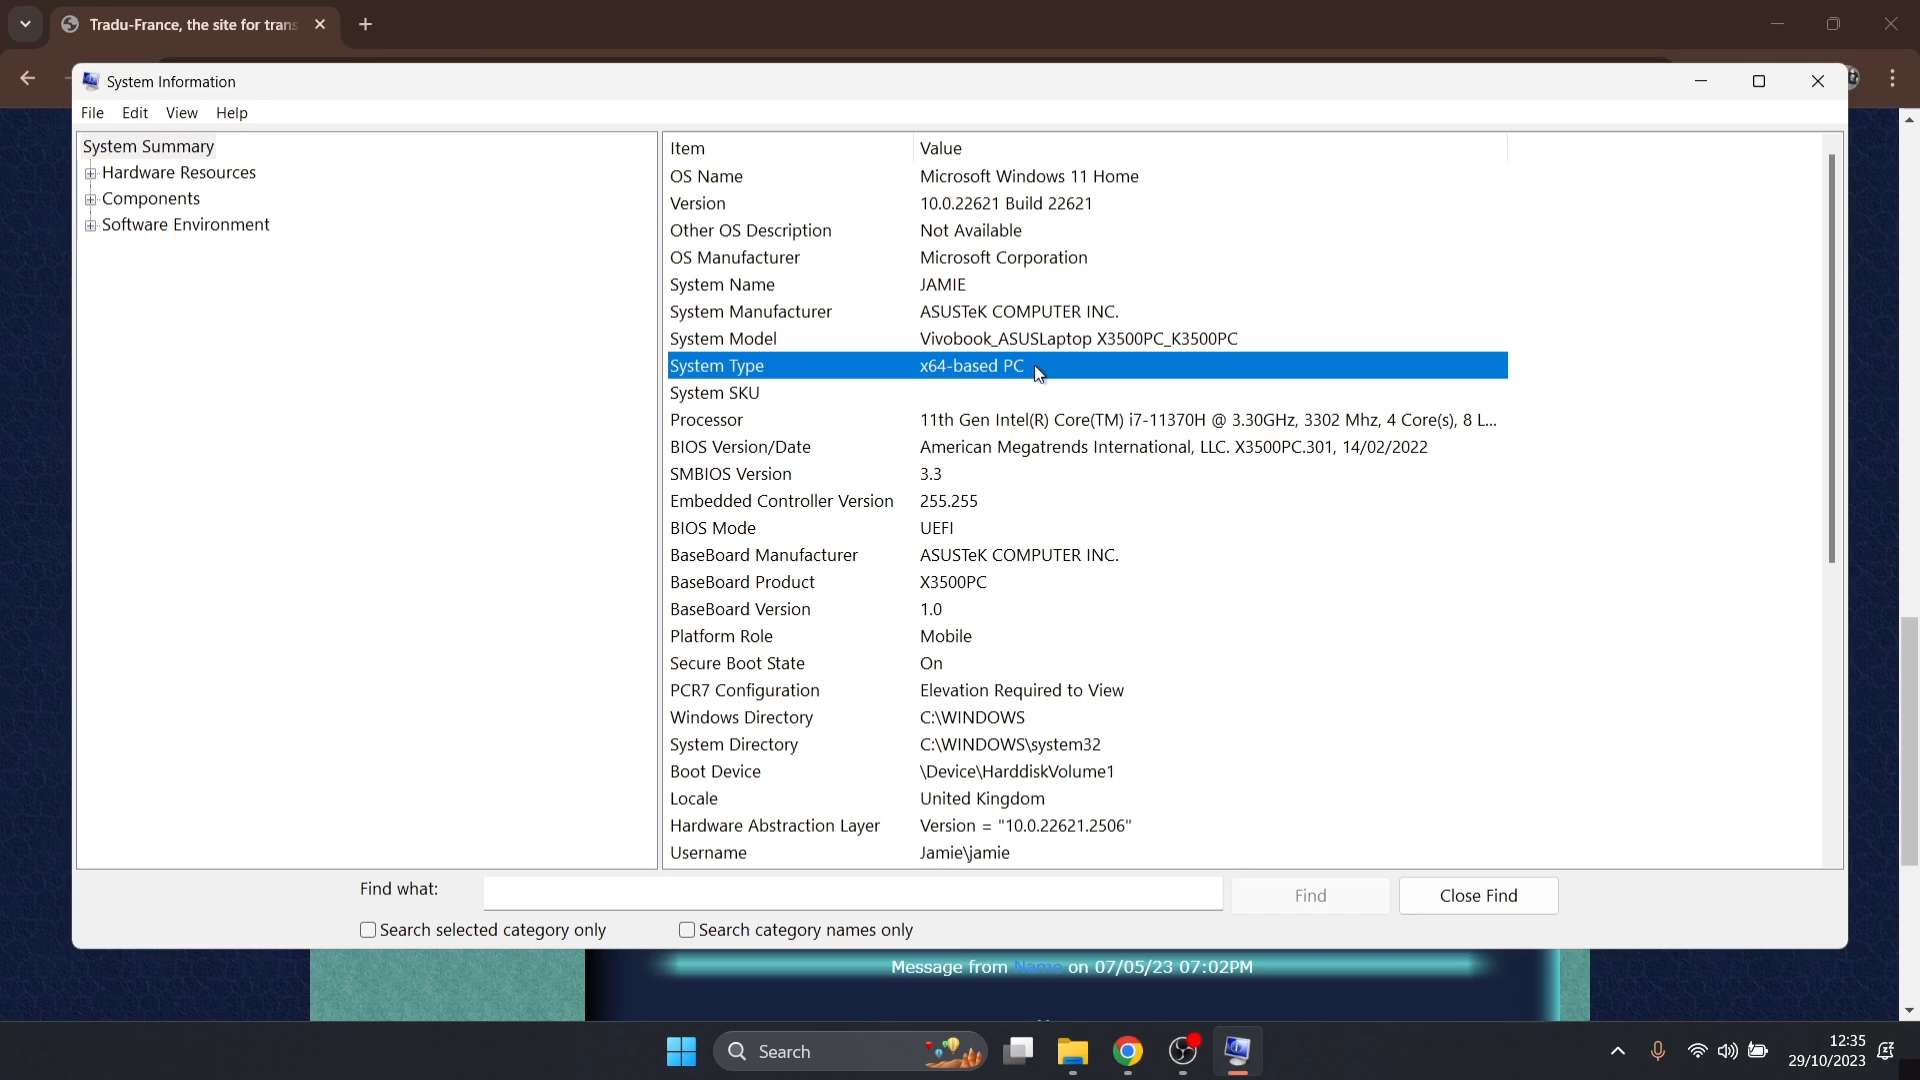 Tradu-France, the site for trans
System Information
File Edit View Help
System Summary
Hardware Resources
Components
Software Environment
Item Value
OS Name Microsoft Windows 11 Home
Version 10.0.22621 Build 22621
Other OS Description Not Available
OS Manufacturer Microsoft Corporation
System Name JAMIE
System Manufacturer ASUSTeK COMPUTER INC.
System Model Vivobook_ASUSLaptop X3500PC_K3500PC
System Type x64-based PC
System SKU
Processor 11th Gen Intel(R) Core(TM) i7-11370H @ 3.30GHz, 3302 Mhz, 4 Core(s), 8 L...
BIOS Version/Date American Megatrends International, LLC. X3500PC.301, 14/02/2022
SMBIOS Version 3.3
Embedded Controller Version 255.255
BIOS Mode UEFI
BaseBoard Manufacturer ASUSTeK COMPUTER INC.
BaseBoard Product X3500PC
BaseBoard Version 1.0
Platform Role Mobile
Secure Boot State On
PCR7 Configuration Elevation Required to View
Windows Directory C:\WINDOWS
System Directory C:\WINDOWS\system32
Boot Device \Device\HarddiskVolume1
Locale United Kingdom
Hardware Abstraction Layer Version = "10.0.22621.2506"
Username Jamie\jamie
Find what: Find Close Find
Search selected category only Search category names only
Message from Name on 07/05/23 07:02PM
Search
12:35
29/10/2023